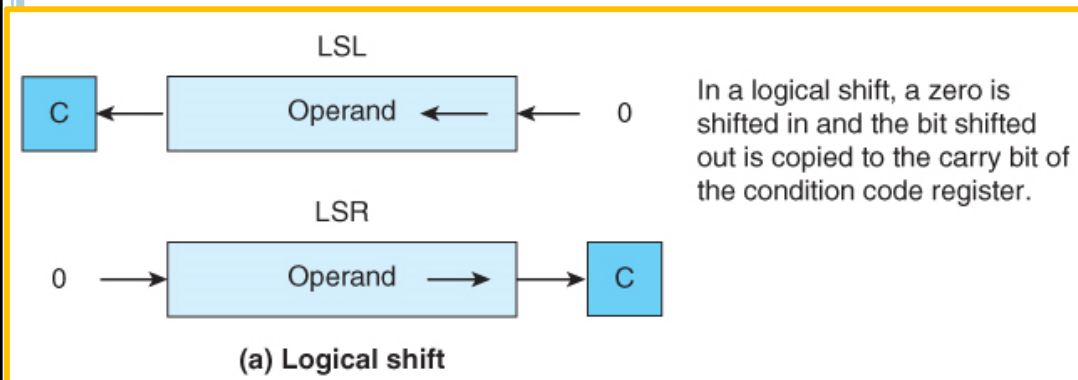 LSL
C
Operand
0
In a logical shift, a zero is
shifted in and the bit shifted
out is copied to the carry bit of
the condition code register.
LSR
0
Operand
C
(a) Logical shift